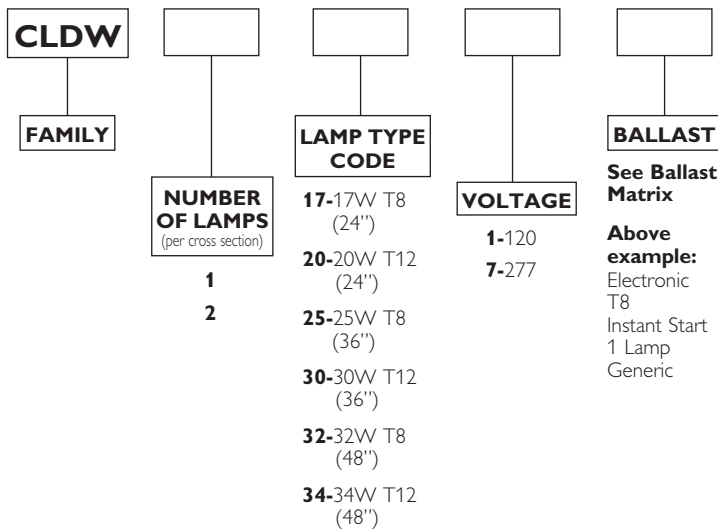 CLDW
FAMILY
NUMBER
OF LAMPS
(per cross section)
1
2
LAMP TYPE
CODE
17-17W T8
(24”)
20-20W T12
(24”)
25-25W T8
(36”)
30-30W T12
(36”)
32-32W T8
(48”)
34-34W T12
(48”)
VOLTAGE
1-120
7-277
BALLAST
See Ballast
Matrix
Above
example:
Electronic
T8
Instant Start
1 Lamp
Generic